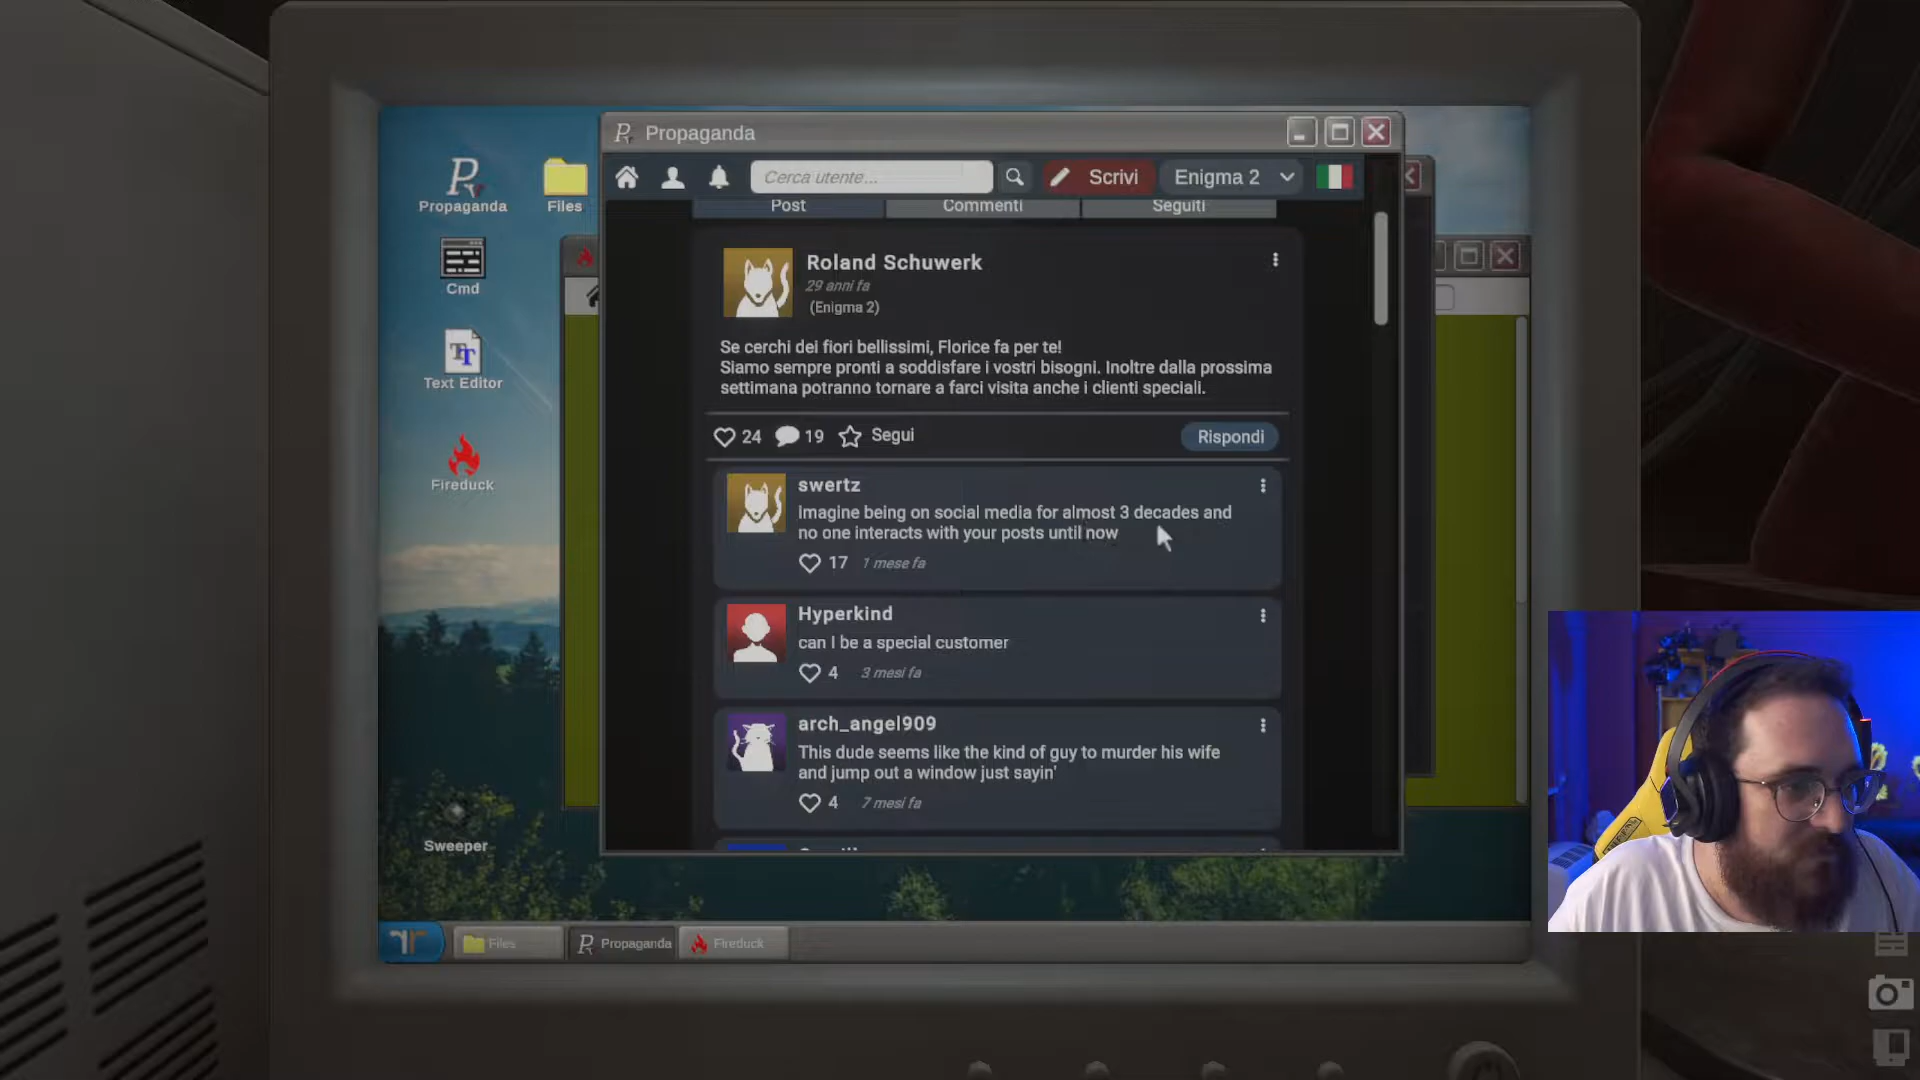 Propaganda
Cerca utente...
Scrivi
Enigma 2
Post
Commenti
Seguiti
Roland Schuwerk
29 anni fa
(Enigma 2)
Se cerchi dei fiori bellissimi, Florice fa per te!
Siamo sempre pronti a soddisfare i vostri bisogni. Inoltre dalla prossima
settimana potranno tornare a farci visita anche i clienti speciali.
24
19
Segui
Rispondi
swertz
Imagine being on social media for almost 3 decades and
no one interacts with your posts until now
17
1 mese fa
Hyperkind
can I be a special customer
4
3 mesi fa
arch_angel909
This dude seems like the kind of guy to murder his wife
and jump out a window just sayin'
4
7 mesi fa
Propaganda
Files
Cmd
Text Editor
Fireduck
Sweeper
Files
Propaganda
Fireduck